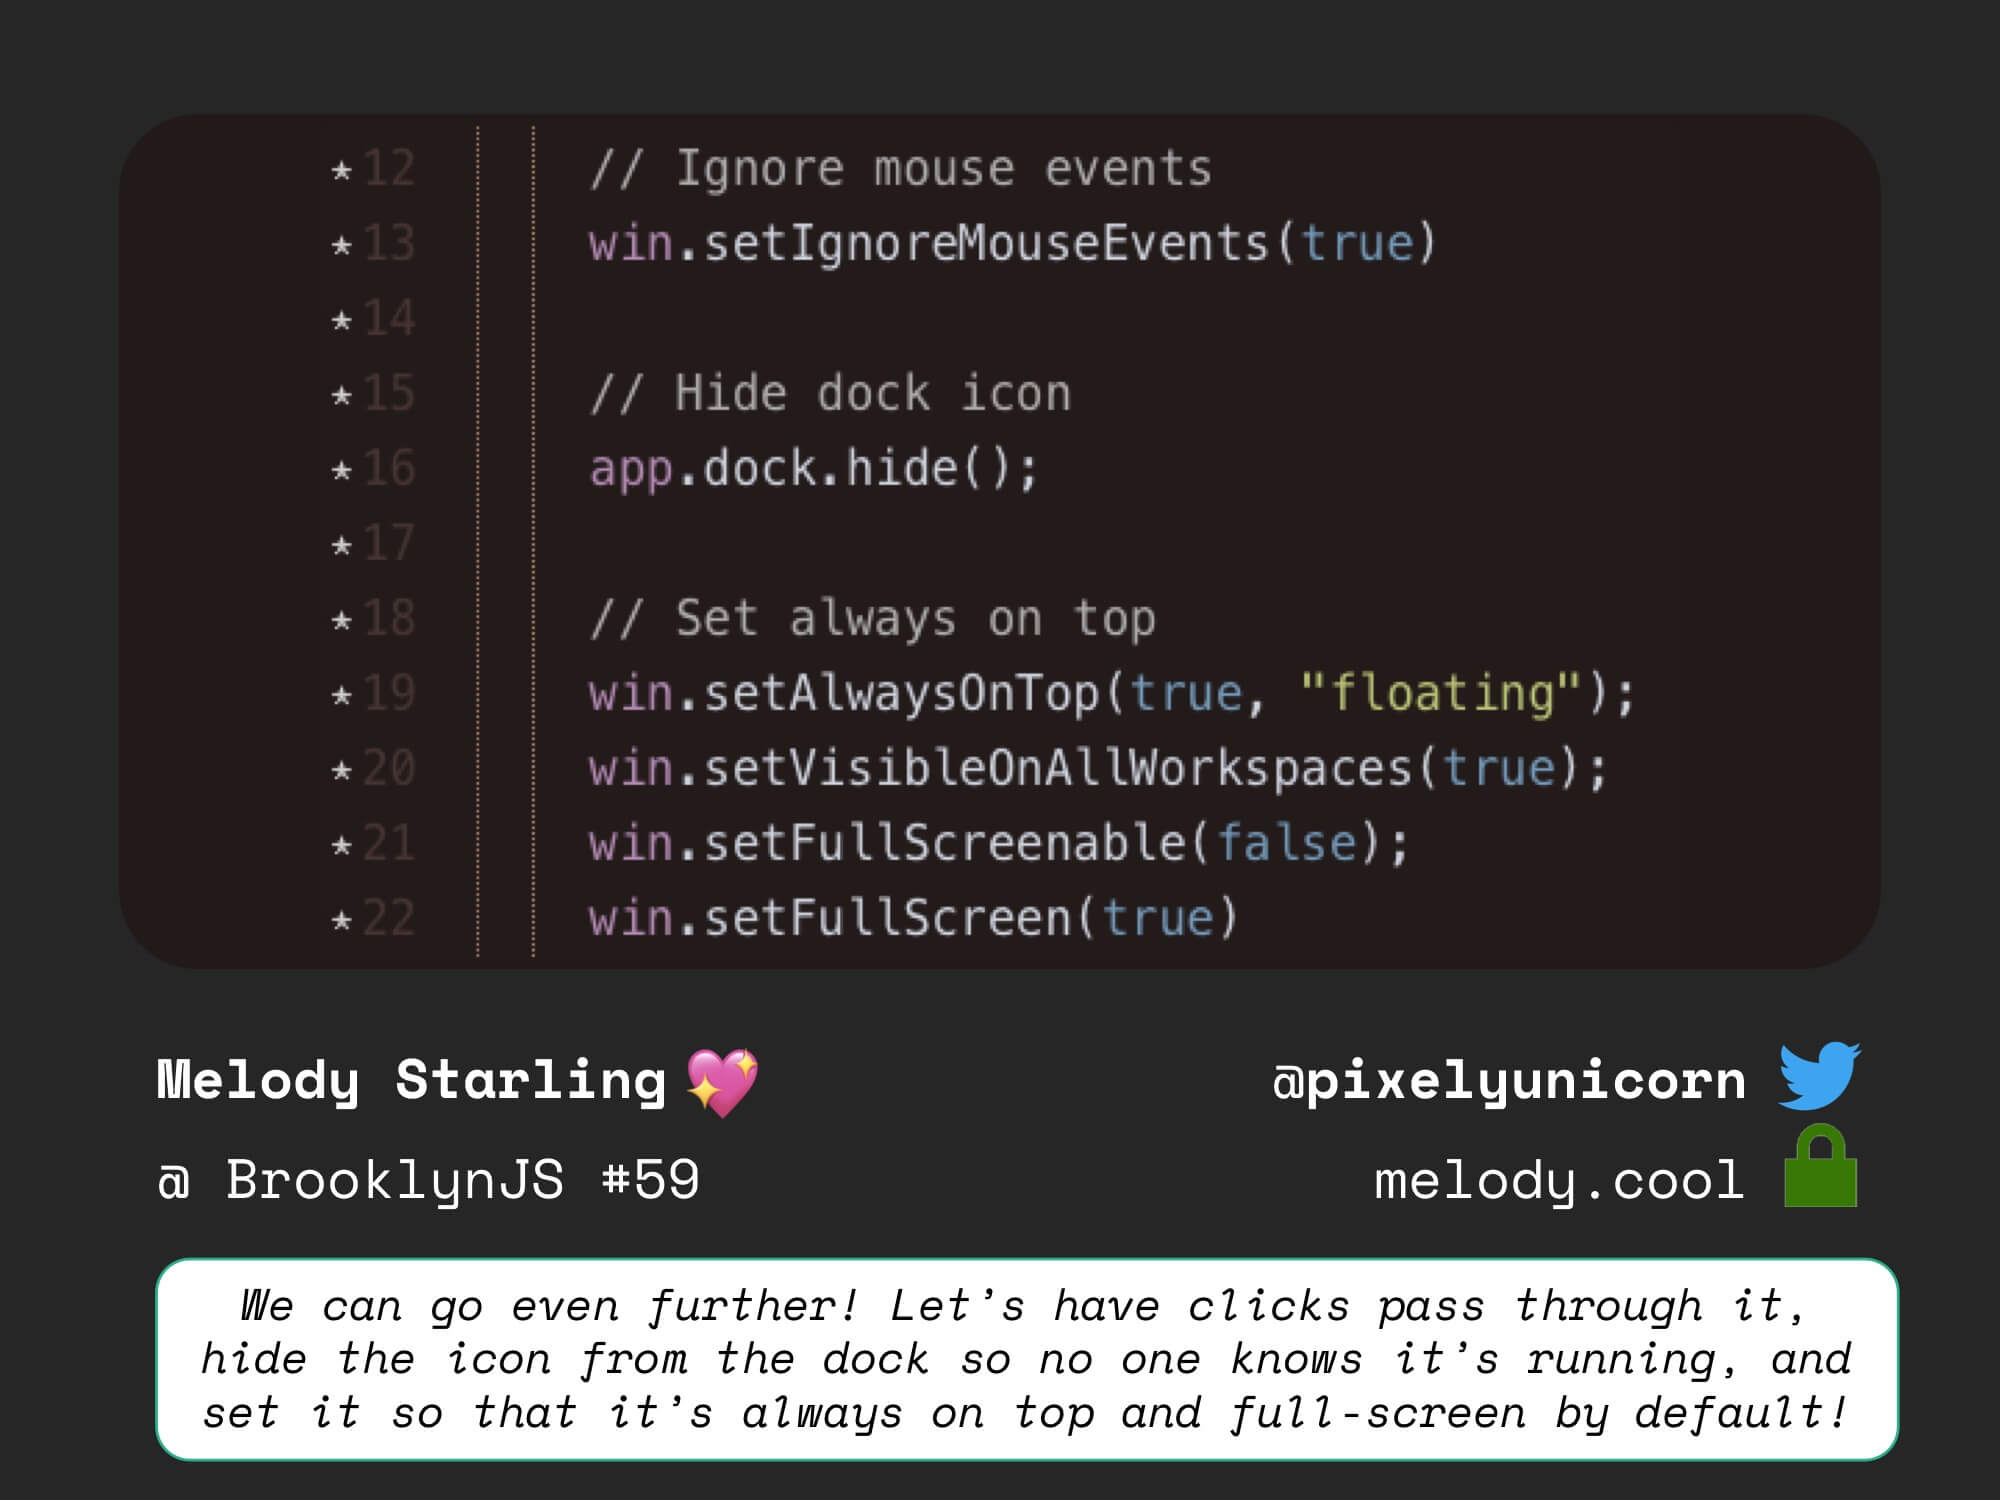 *12 // Ignore mouse events
*13 win.setIgnoreMouseEvents(true)
*14
*15 // Hide dock icon
*16 app.dock.hide();
*17
*18 // Set always on top
*19 win.setAlwaysOnTop(true, "floating");
*20 win.setVisibleOnAllWorkspaces(true);
*21 win.setFullScreenable(false);
*22 win.setFullScreen(true)
Melody Starling 💖
@pixelyunicorn
@ BrooklynJS #59
melody.cool
We can go even further! Let’s have clicks pass through it,
hide the icon from the dock so no one knows it’s running, and
set it so that it’s always on top and full-screen by default!